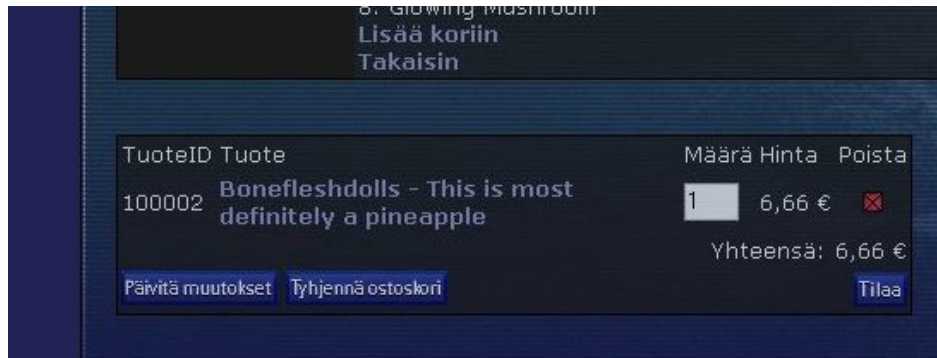 8. Glowing Mushroom
Lisää koriin
Takaisin
TuoteID Tuote Määrä Hinta Poista
100002 Bonefleshdolls - This is most definitely a pineapple 1 6,66 €
Yhteensä: 6,66 €
Päivitä muutokset Tyhjennä ostoskori Tilaa